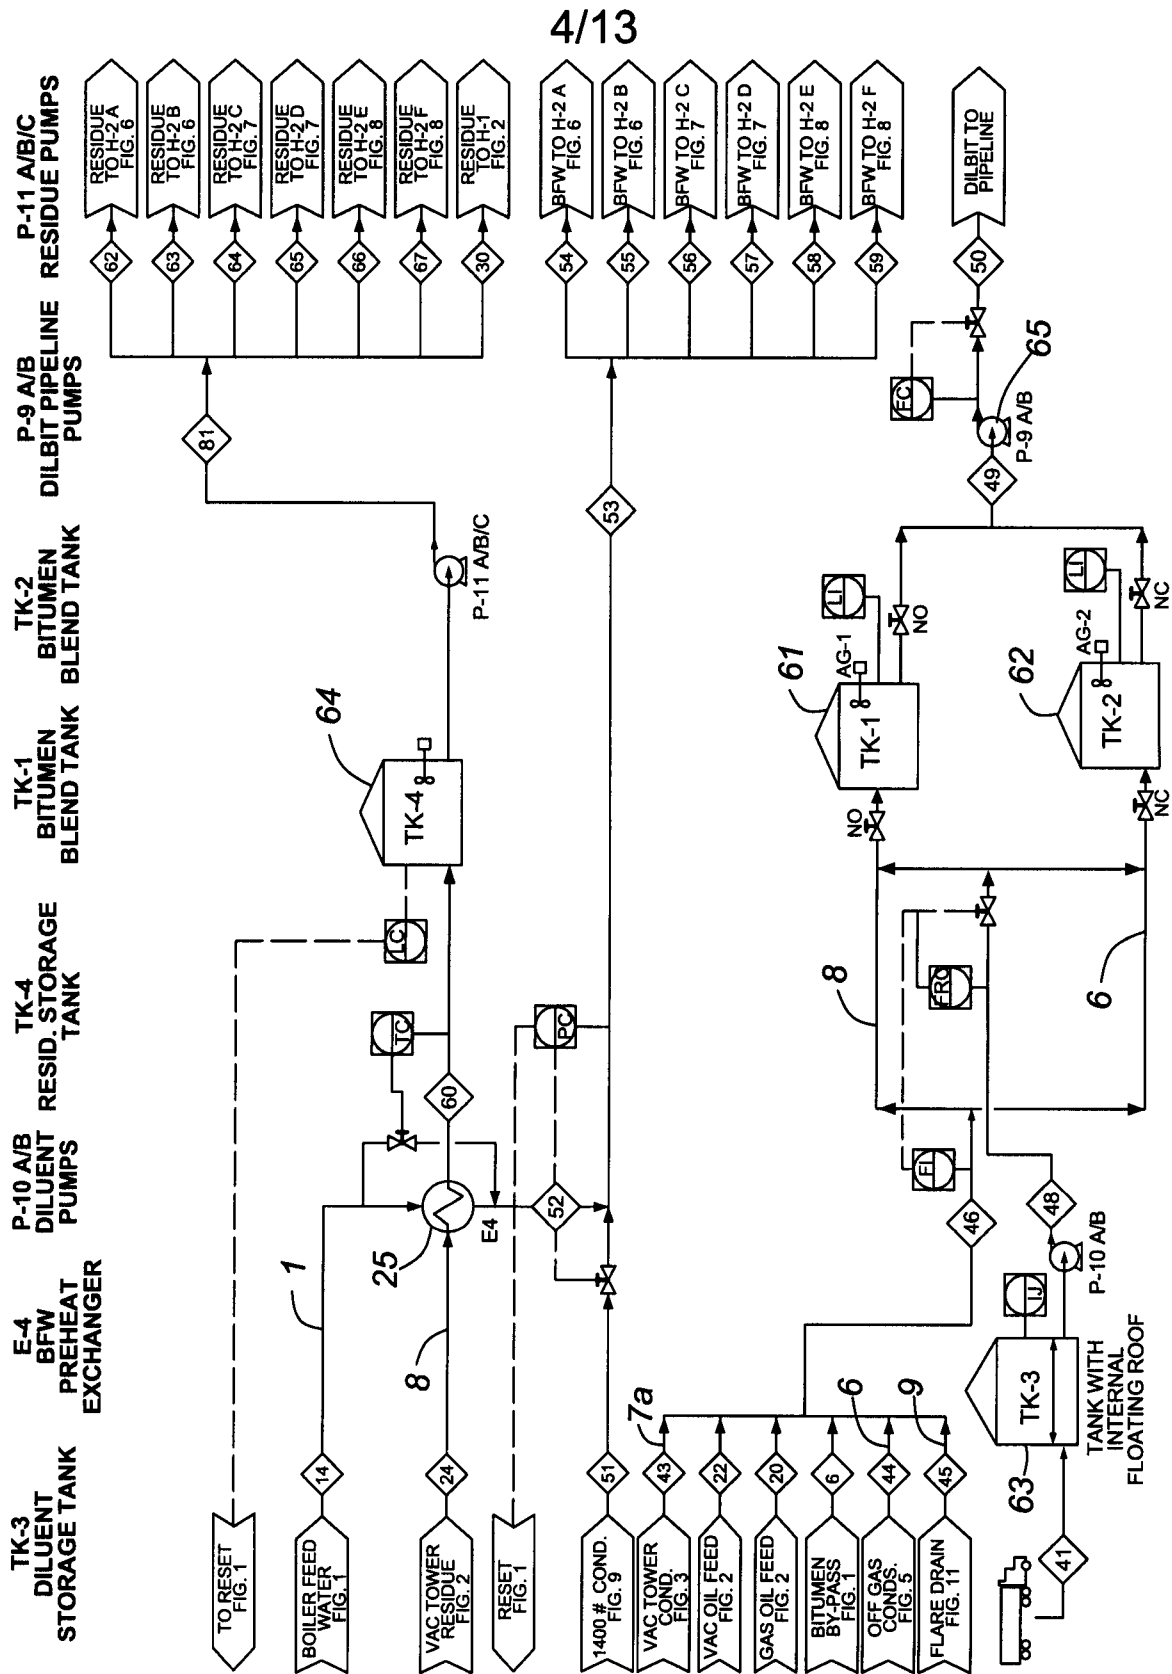 4/13
TK-3
DILUENT
STORAGE TANK
E-4
BFW
PREHEAT
EXCHANGER
P-10 A/B
DILUENT
PUMPS
TK-4
RESID. STORAGE
TANK
TK-1
BITUMEN
BLEND TANK
TK-2
BITUMEN
BLEND TANK
P-9 A/B
DILBIT PIPELINE
PUMPS
P-11 A/B/C
RESIDUE PUMPS
TO RESET
FIG. 1
BOILER FEED
WATER
FIG. 1
14
1
VAC TOWER
RESIDUE
FIG. 2
24
8
25
E4
RESET
FIG. 1
1400 # COND.
FIG. 9
51
52
PC
53
60
TC
LC
TK-4
64
P-11 A/B/C
81
62
RESIDUE
TO H-2 A
FIG. 6
63
RESIDUE
TO H-2 B
FIG. 6
64
RESIDUE
TO H-2 C
FIG. 7
65
RESIDUE
TO H-2 D
FIG. 7
66
RESIDUE
TO H-2 E
FIG. 8
67
RESIDUE
TO H-2 F
FIG. 8
30
RESIDUE
TO H-1
FIG. 2
54
BFW TO H-2 A
FIG. 6
55
BFW TO H-2 B
FIG. 6
56
BFW TO H-2 C
FIG. 7
57
BFW TO H-2 D
FIG. 7
58
BFW TO H-2 E
FIG. 8
59
BFW TO H-2 F
FIG. 8
VAC TOWER
COND.
FIG. 3
43
7a
VAC OIL FEED
FIG. 2
22
GAS OIL FEED
FIG. 2
20
BITUMEN
BY-PASS
FIG. 1
6
OFF GAS
CONDS.
FIG. 5
44
6
FLARE DRAIN
FIG. 11
45
9
41
63
TK-3
TANK WITH
INTERNAL
FLOATING ROOF
IJ
P-10 A/B
48
46
FI
FRC
8
6
NO
NC
TK-1
61
AG-1
LI
NO
TK-2
62
AG-2
LI
NC
49
P-9 A/B
65
FC
50
DILBIT TO
PIPELINE